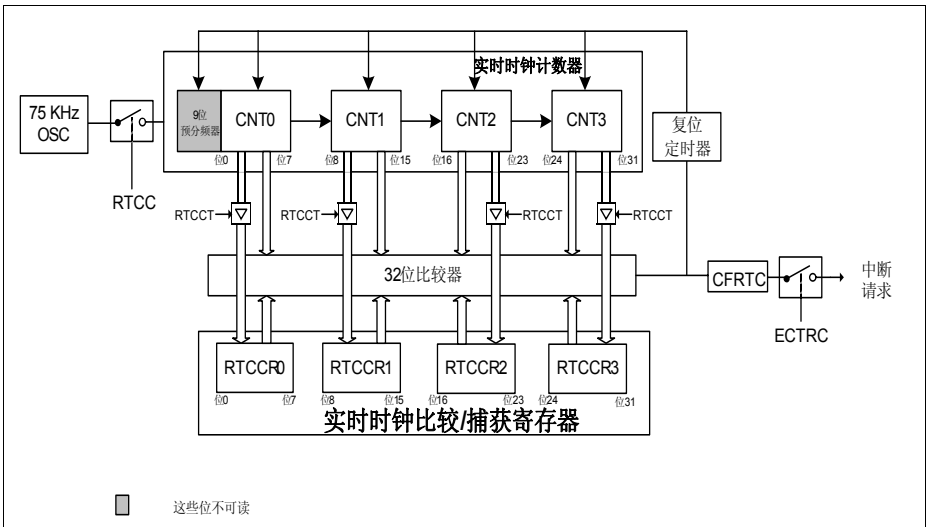 实时时钟计数器
75 KHz
OSC
9位
预分频器
CNT0
CNT1
CNT2
CNT3
复位
定时器
位0
位7
位8
位15
位16
位23
位24
位31
RTCC
RTCCT
RTCCT
RTCCT
RTCCT
32位比较器
CFRTC
中断
请求
ECTRC
RTCCR0
RTCCR1
RTCCR2
RTCCR3
位0
位7
位8
位15
位16
位23
位24
位31
实时时钟比较/捕获寄存器
这些位不可读